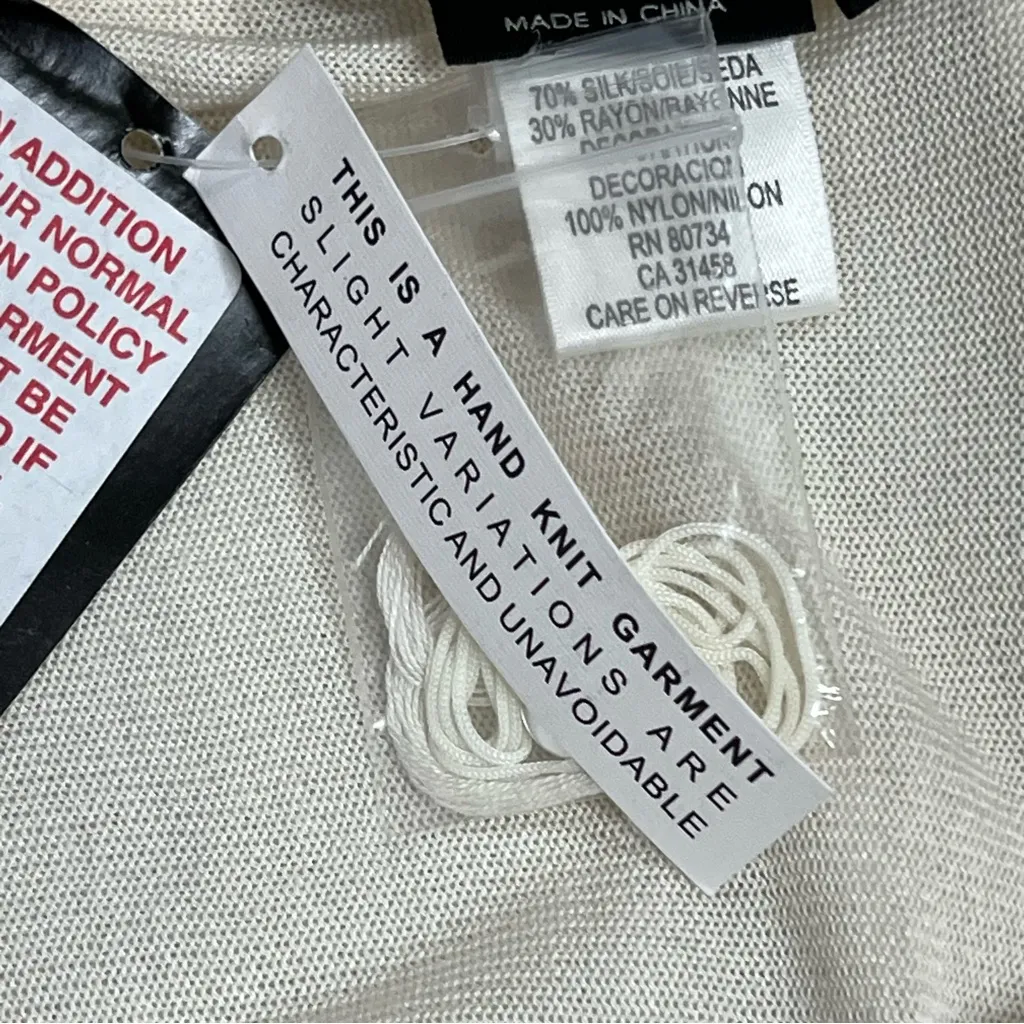 MADE IN CHINA
70% SILK/SOIE/SEDA
30% RAYON/RAYONNE
DECORACION
100% NYLON/NILON
RN 80734
CA 31458
CARE ON REVERSE
THIS IS A HAND KNIT GARMENT
SLIGHT VARIATIONS ARE
CHARACTERISTIC AND UNAVOIDABLE
N ADDITION
UR NORMAL
RN POLICY
RMENT
T BE
D IF